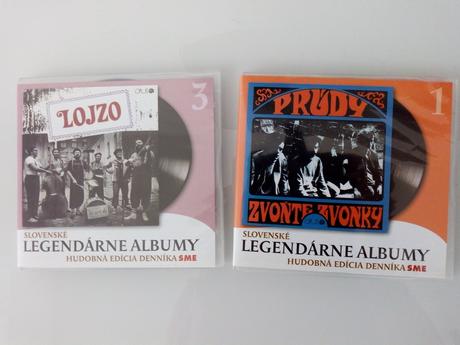 3
LOJZO
SLOVENSKÉ
LEGENDÁRNE ALBUMY
HUDOBNÁ EDÍCIA DENNÍKA SME
1
PRÚDY
ZVOŇTE ZVONKY
SLOVENSKÉ
LEGENDÁRNE ALBUMY
HUDOBNÁ EDÍCIA DENNÍKA SME